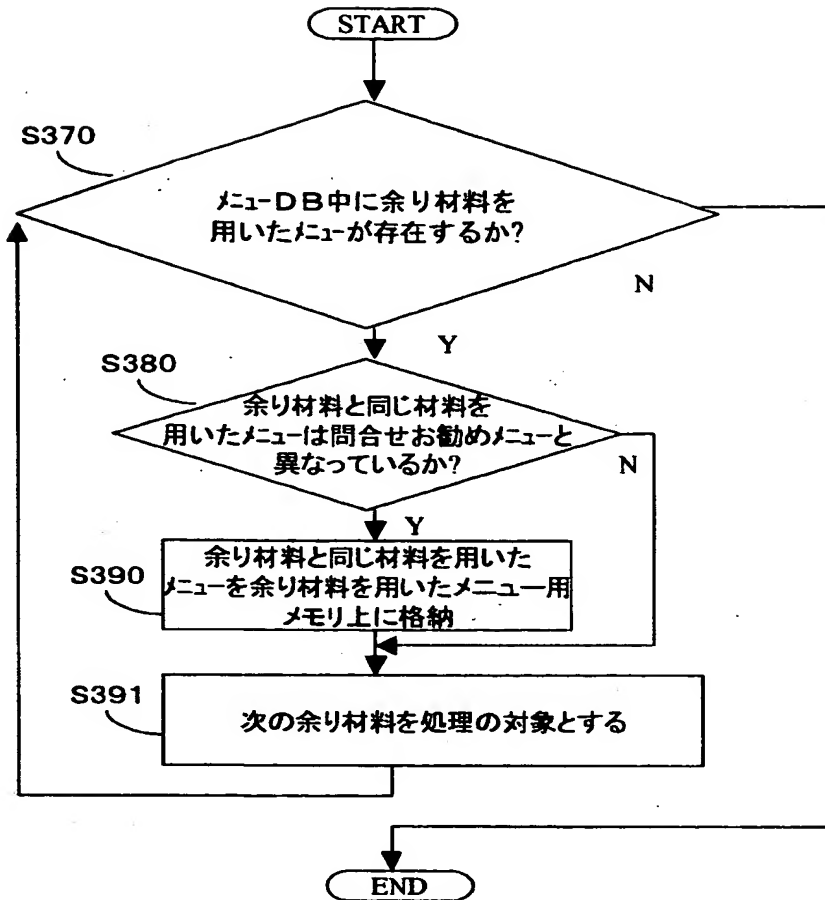 START
S370
メニューDB中に余り材料を
用いたメニューが存在するか?
N
Y
S380
余り材料と同じ材料を
用いたメニューは問合せお勧めメニューと
異なっているか?
N
Y
S390
余り材料と同じ材料を用いた
メニューを余り材料を用いたメニュー用
メモリ上に格納
S391
次の余り材料を処理の対象とする
END